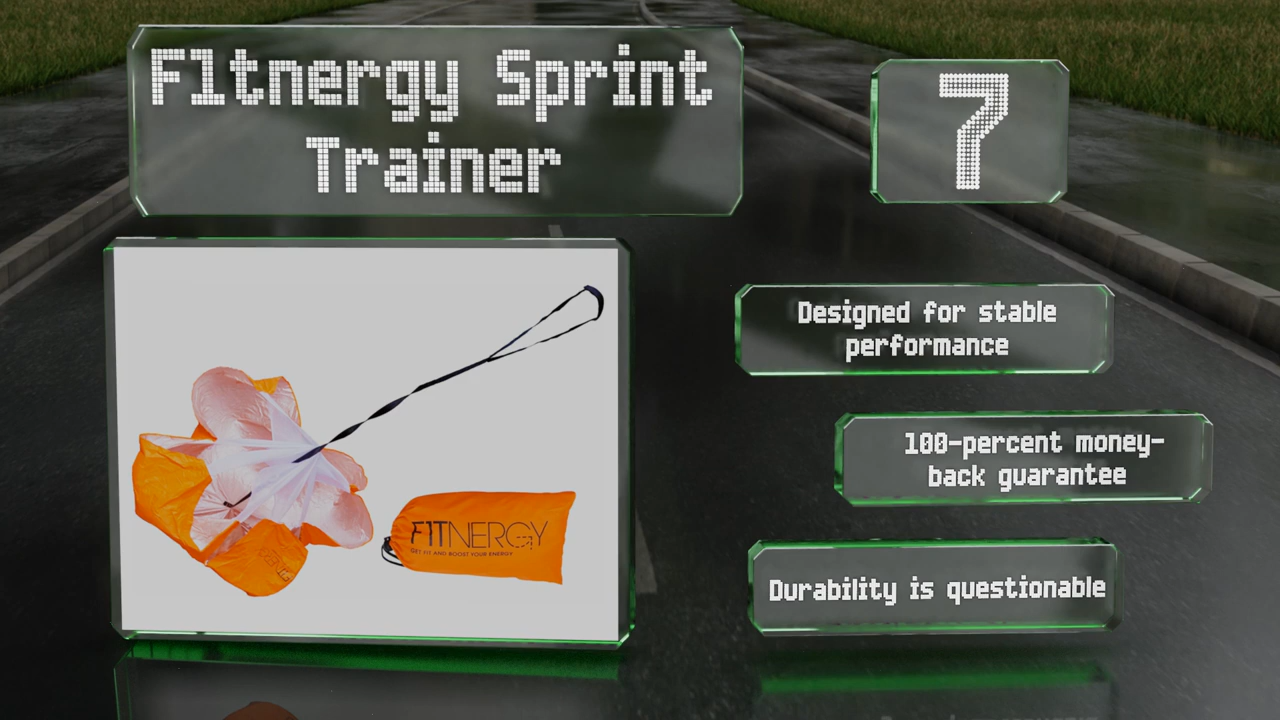 F1tnergy Sprint
Trainer
7
Designed for stable
performance
100-percent money-
back guarantee
Durability is questionable
F1TNERGY
GET FIT AND BOOST YOUR ENERGY